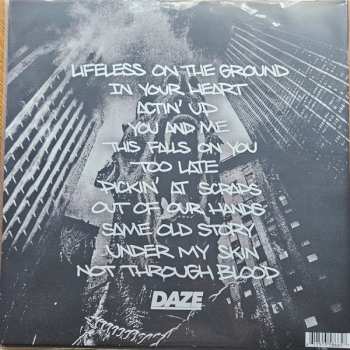 LIFELESS ON THE GROUND
IN YOUR HEART
ACTIN' UP
YOU AND ME
THIS FALLS ON YOU
TOO LATE
PICKIN' AT SCRAPS
OUT OF OUR HANDS
SAME OLD STORY
UNDER MY SKIN
NOT THROUGH BLOOD
DAZE